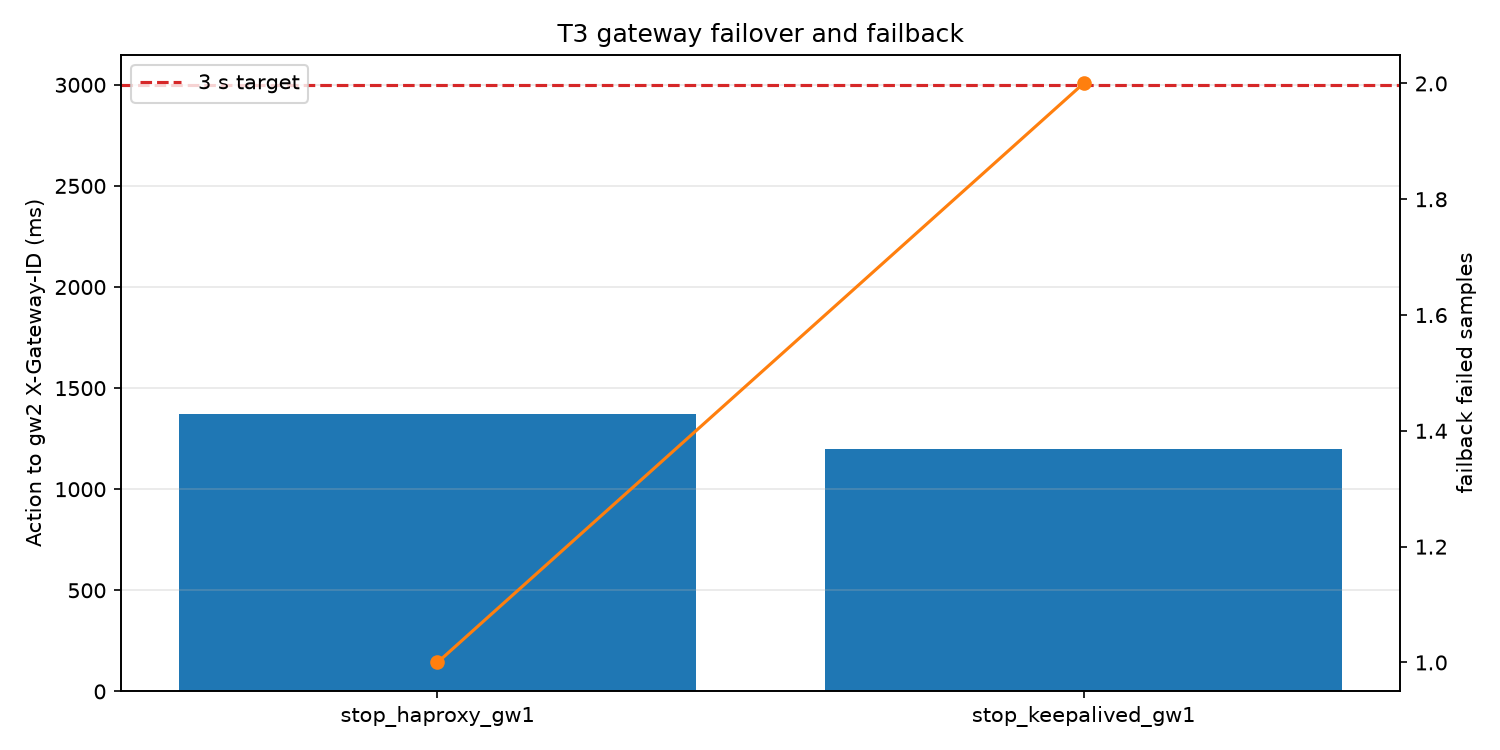 T3 gateway failover and failback
3 s target
Action to gw2 X-Gateway-ID (ms)
3000
2500
2000
1500
1000
500
0
2.0
1.8
1.6
1.4
1.2
1.0
failback failed samples
stop_haproxy_gw1
stop_keepalived_gw1